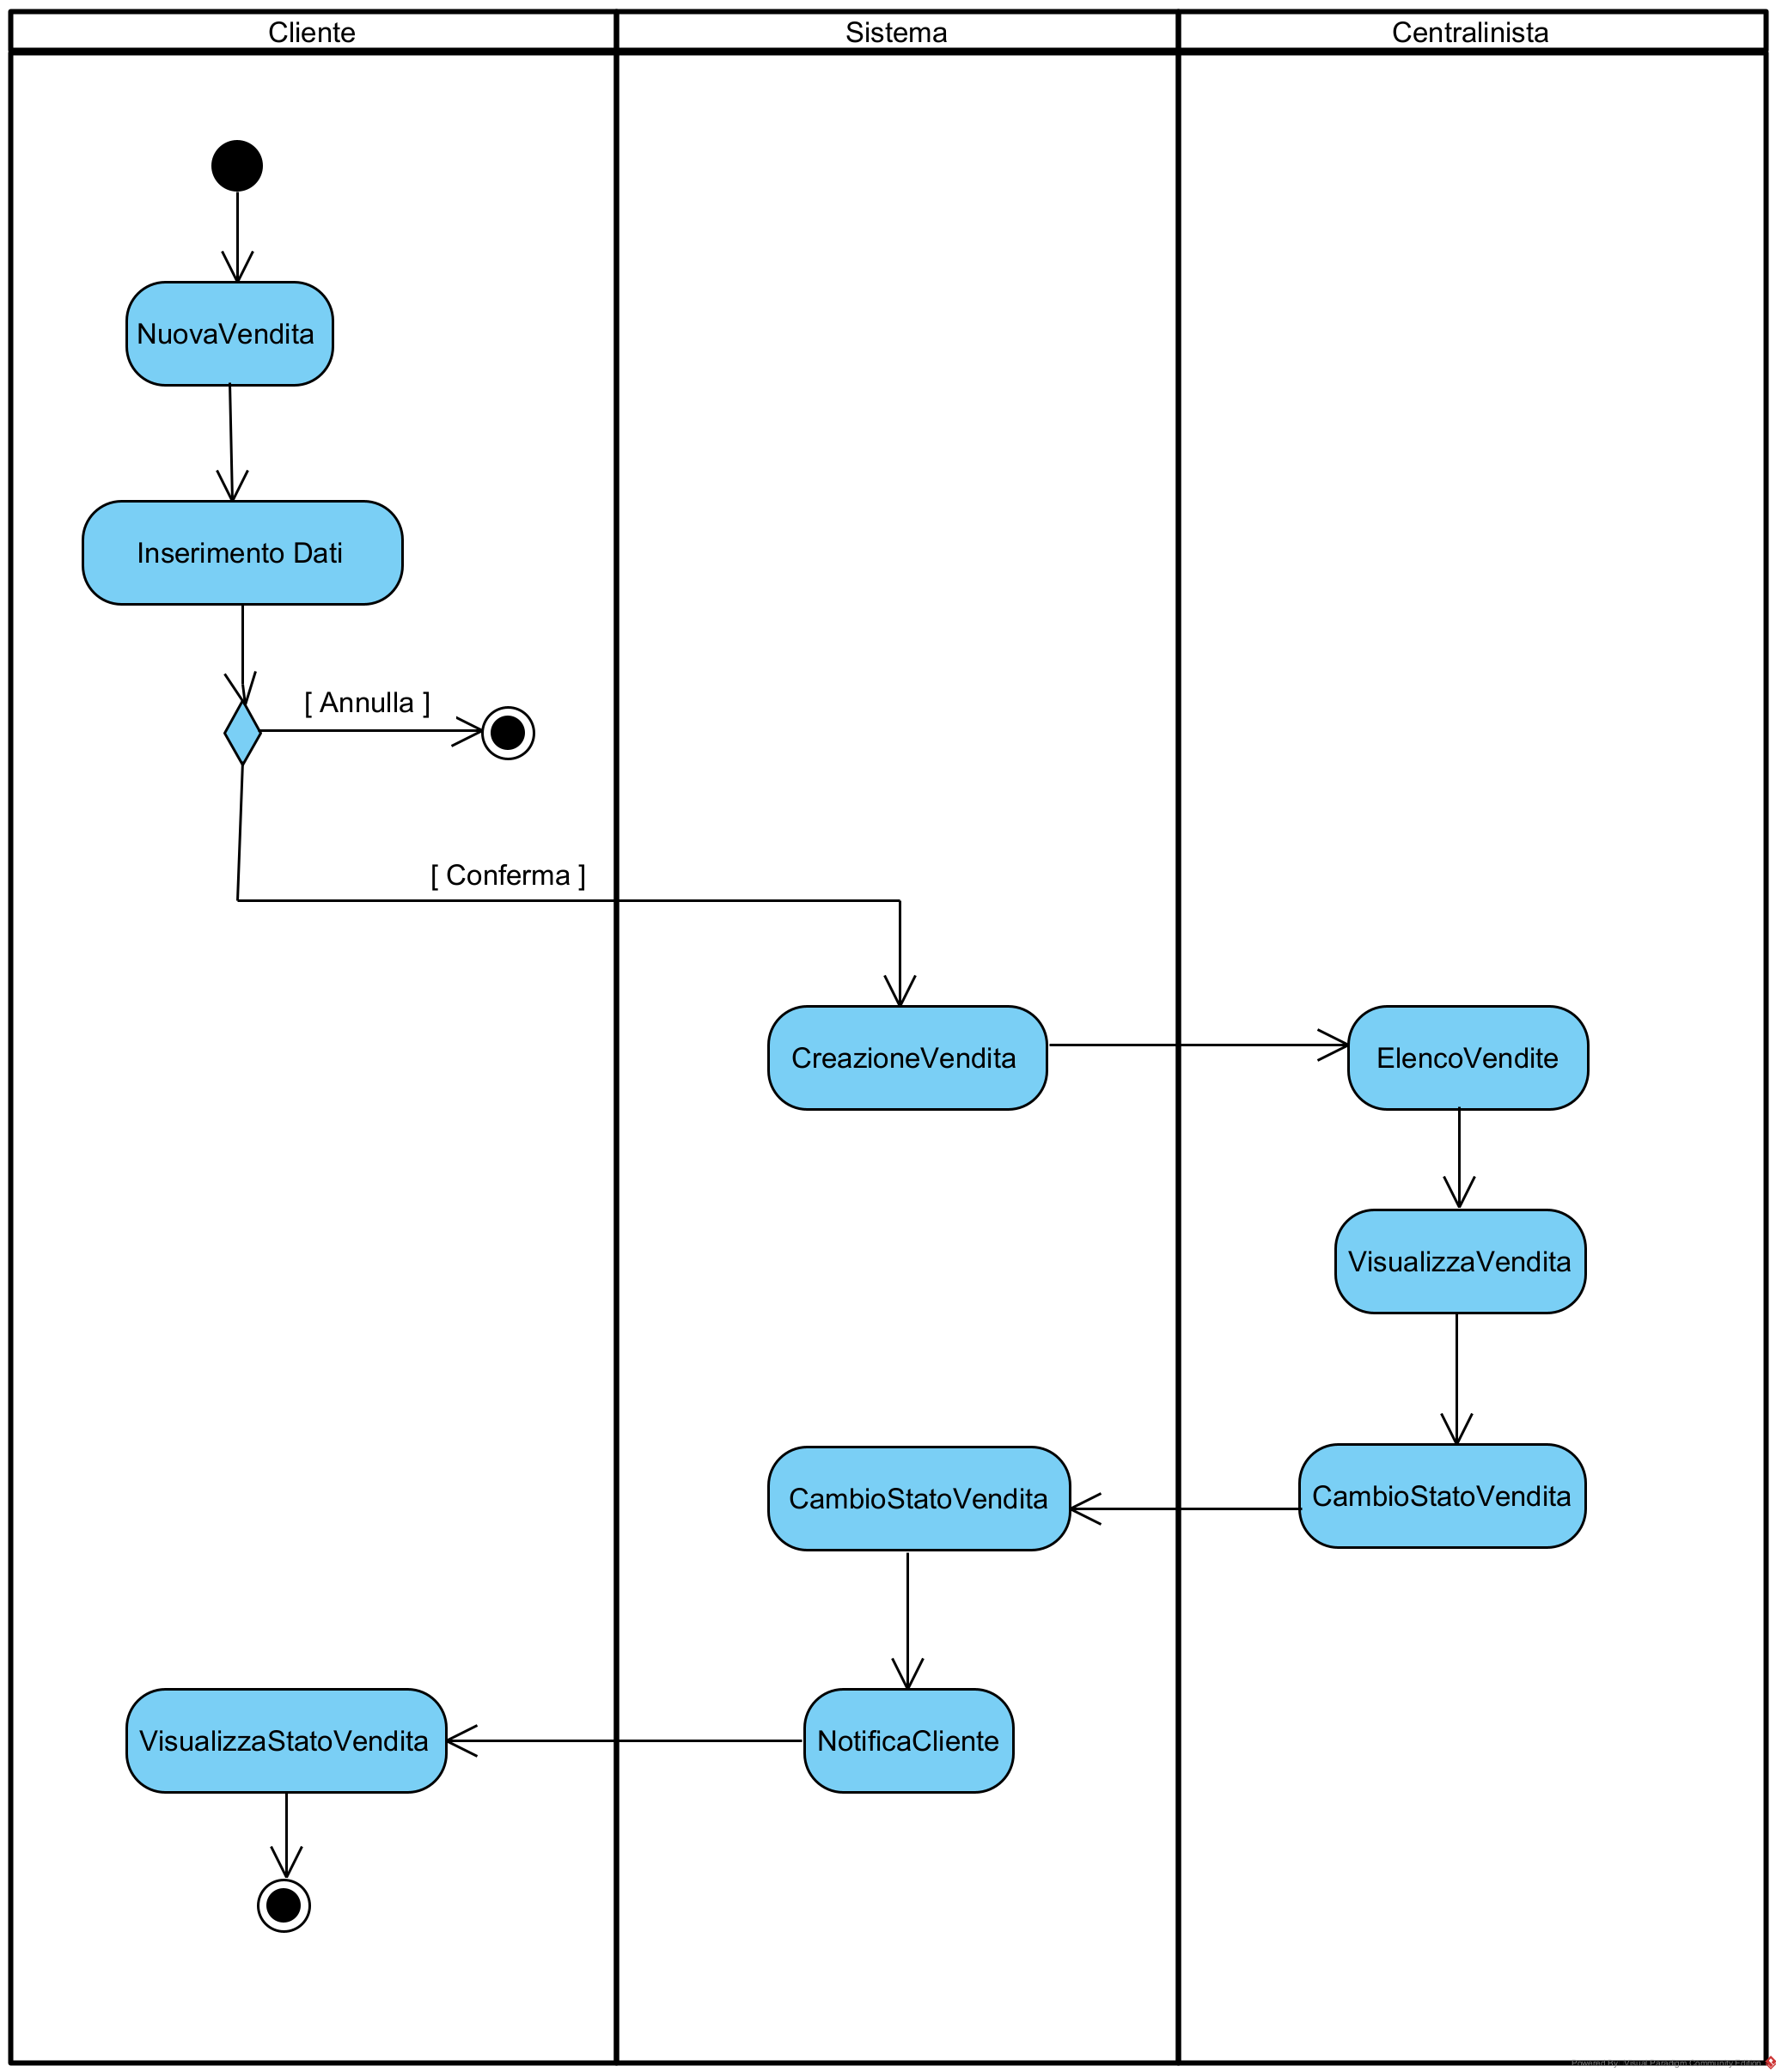 Cliente
Sistema
Centralinista
NuovaVendita
Inserimento Dati
[ Annulla ]
[ Conferma ]
CreazioneVendita
ElencoVendite
VisualizzaVendita
CambioStatoVendita
CambioStatoVendita
VisualizzaStatoVendita
NotificaCliente
Powered By Visual Paradigm Community Edition